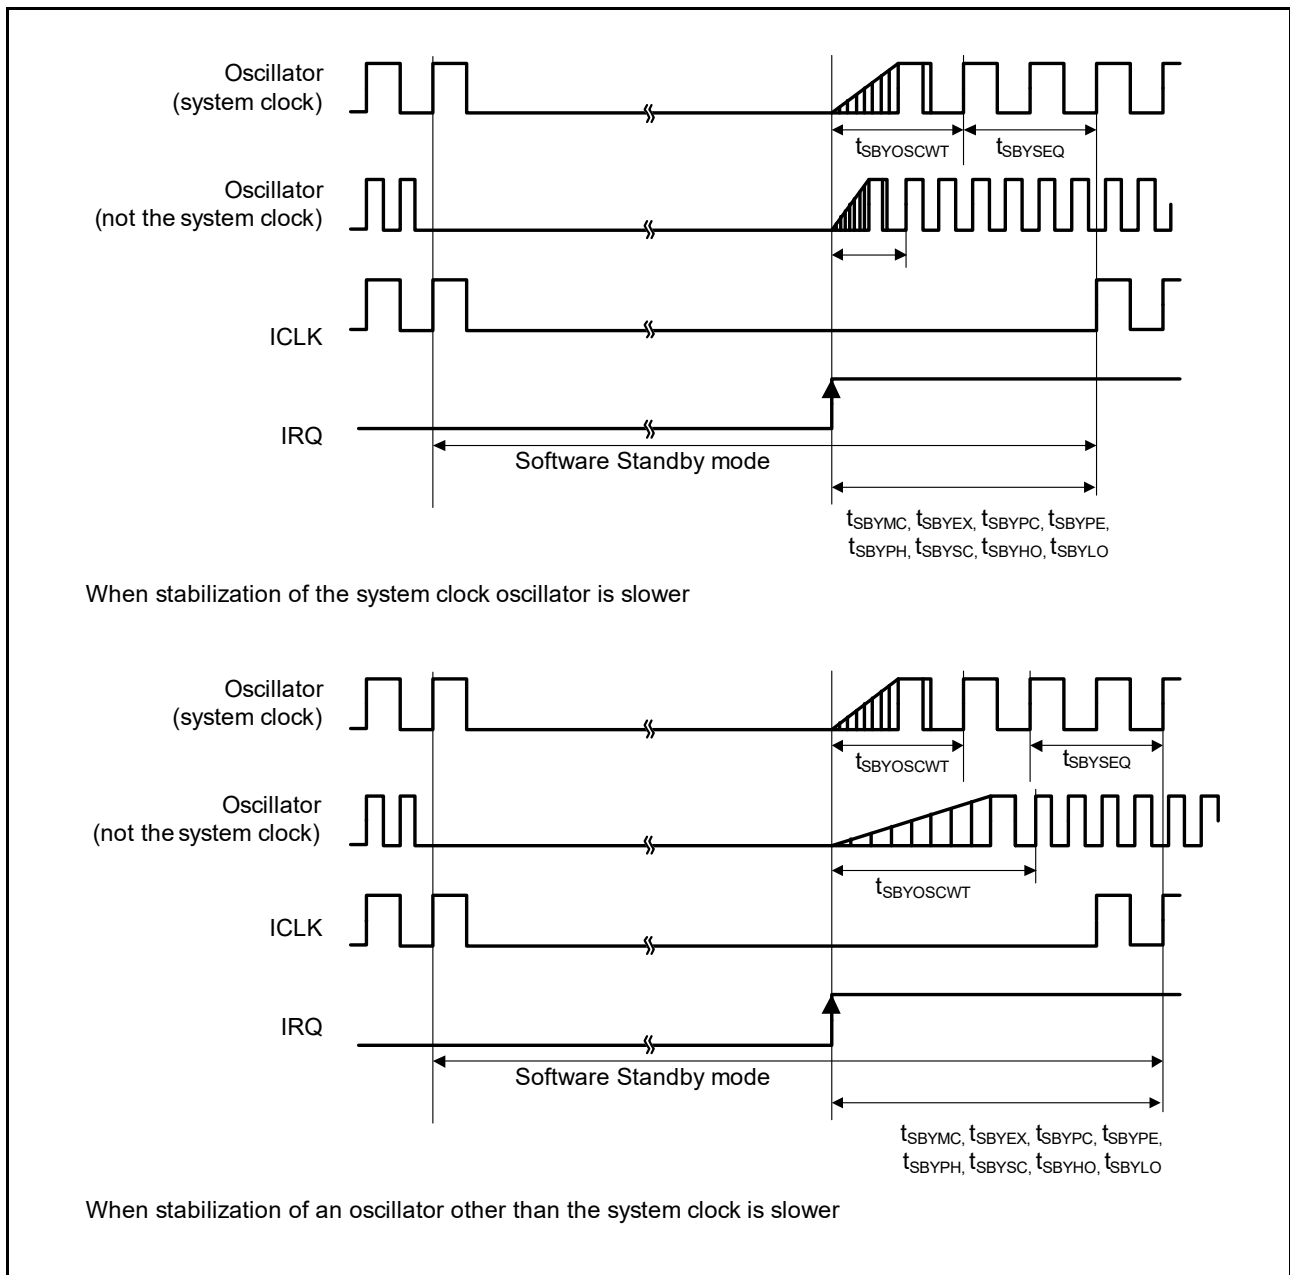 Oscillator
(system clock)
tSBYOSCWT
tSBYSEQ
Oscillator
(not the system clock)
ICLK
IRQ
Software Standby mode
tSBYMC, tSBYEX, tSBYPC, tSBYPE,
tSBYPH, tSBYSC, tSBYHO, tSBYLO
When stabilization of the system clock oscillator is slower
Oscillator
(system clock)
tSBYOSCWT
tSBYSEQ
Oscillator
(not the system clock)
tSBYOSCWT
ICLK
IRQ
Software Standby mode
tSBYMC, tSBYEX, tSBYPC, tSBYPE,
tSBYPH, tSBYSC, tSBYHO, tSBYLO
When stabilization of an oscillator other than the system clock is slower